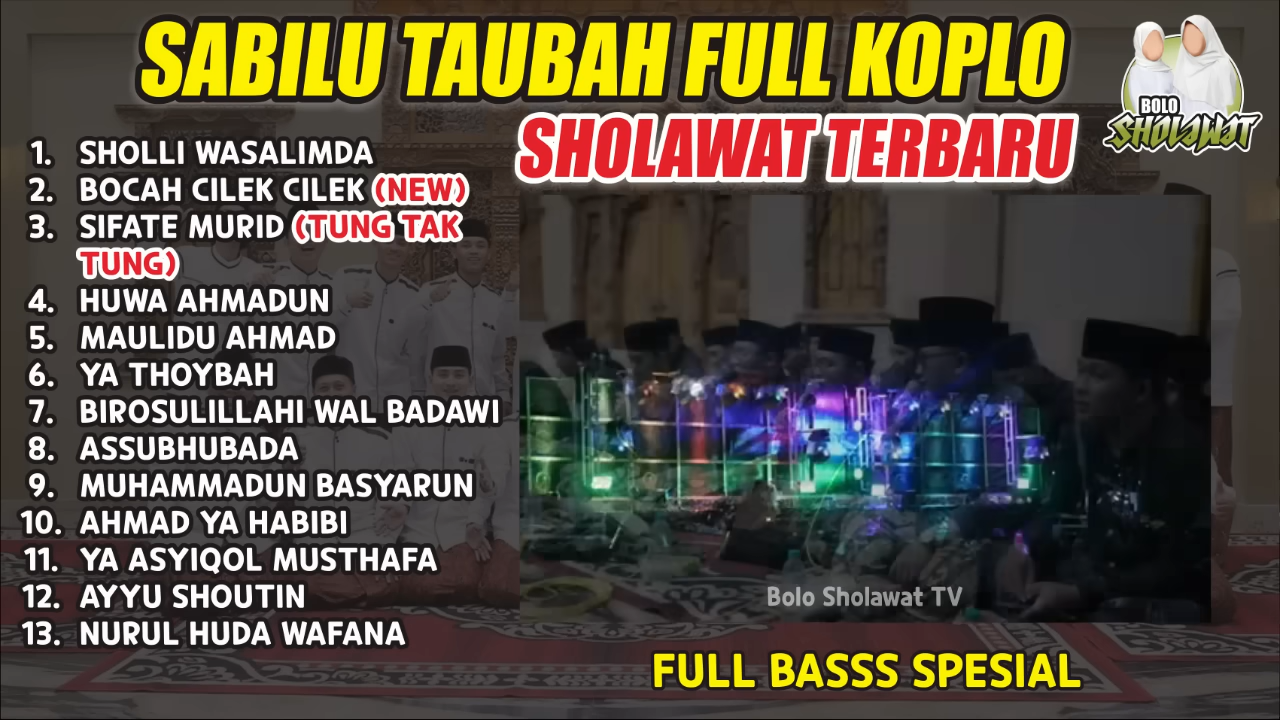 SABILU TAUBAH FULL KOPLO
SHOLAWAT TERBARU
BOLO
SHOLAWAT
1. SHOLLI WASALIMDA
2. BOCAH CILEK CILEK (NEW)
3. SIFATE MURID (TUNG TAK
TUNG)
4. HUWA AHMADUN
5. MAULIDU AHMAD
6. YA THOYBAH
7. BIROSULILLAHI WAL BADAWI
8. ASSUBHUBADA
9. MUHAMMADUN BASYARUN
10. AHMAD YA HABIBI
11. YA ASYIQOL MUSTHAFA
12. AYYU SHOUTIN
13. NURUL HUDA WAFANA
Bolo Sholawat TV
FULL BASSS SPESIAL